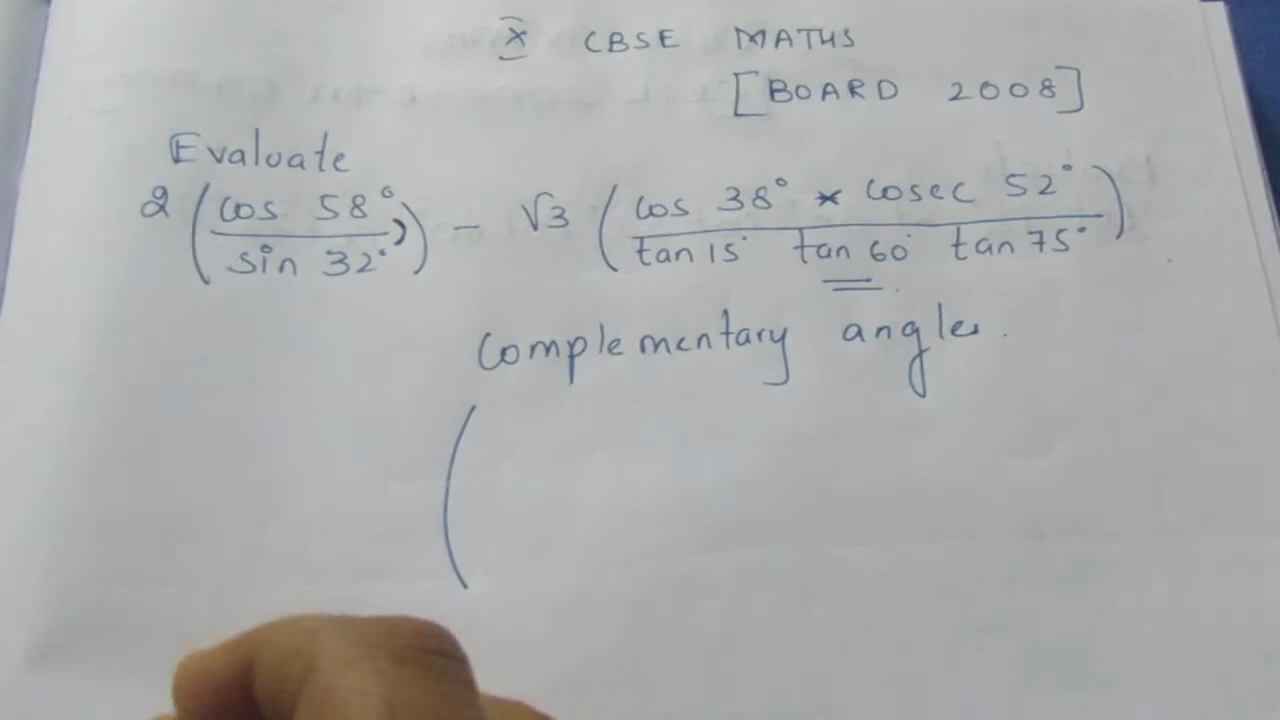 X CBSE MATHS
[BOARD 2008]
Evaluate
2 (cos 58° / sin 32°) - √3 (cos 38° * cosec 52° / tan 15° tan 60° tan 75°)
Complementary angles.
(